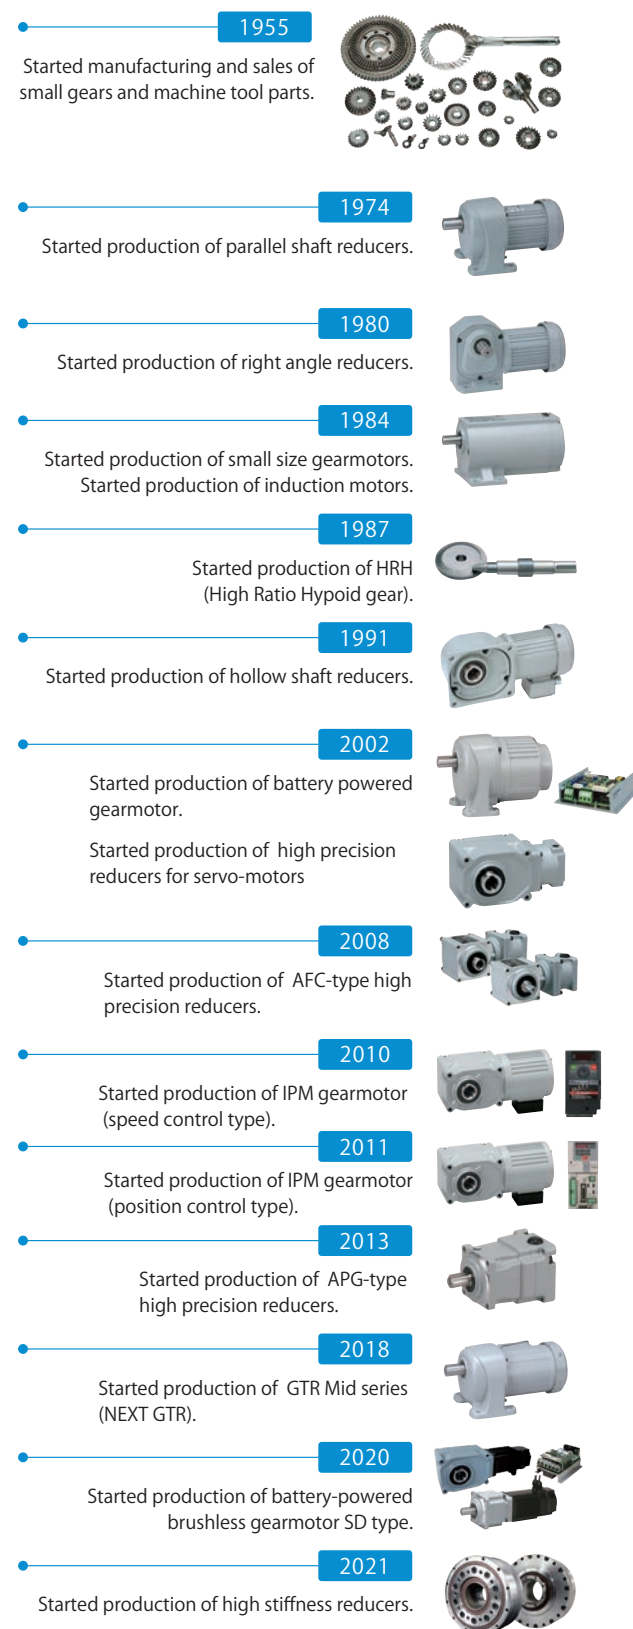 1955
Started manufacturing and sales of
small gears and machine tool parts.
1974
Started production of parallel shaft reducers.
1980
Started production of right angle reducers.
1984
Started production of small size gearmotors.
Started production of induction motors.
1987
Started production of HRH
(High Ratio Hypoid gear).
1991
Started production of hollow shaft reducers.
2002
Started production of battery powered
gearmotor.
Started production of high precision
reducers for servo-motors
2008
Started production of AFC-type high
precision reducers.
2010
Started production of IPM gearmotor
(speed control type).
2011
Started production of IPM gearmotor
(position control type).
2013
Started production of APG-type
high precision reducers.
2018
Started production of GTR Mid series
(NEXT GTR).
2020
Started production of battery-powered
brushless gearmotor SD type.
2021
Started production of high stiffness reducers.